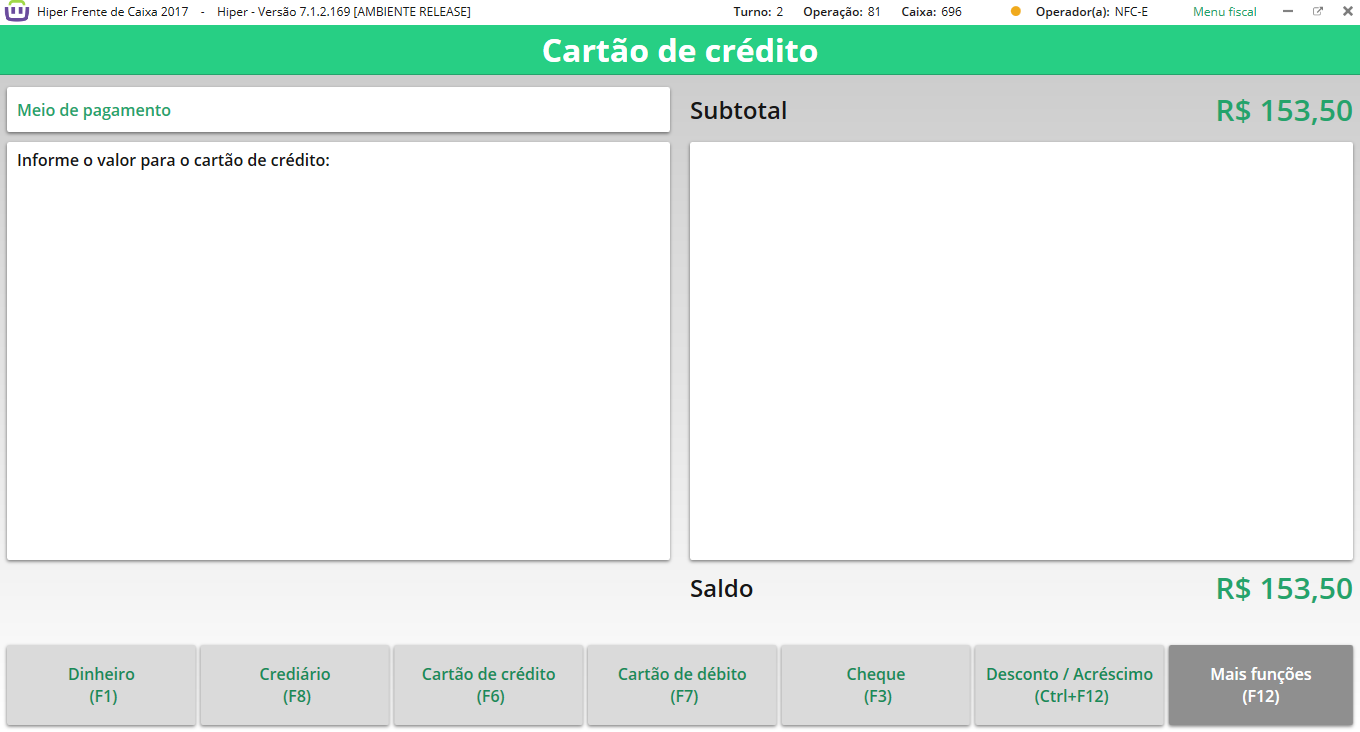 Hiper Frente de Caixa 2017 - Hiper - Versão 7.1.2.169 [AMBIENTE RELEASE] Turno: 2 Operação: 81 Caixa: 696 Operador(a): NFC-E Menu fiscal
Cartão de crédito
Meio de pagamento
Subtotal R$ 153,50
Informe o valor para o cartão de crédito:
Saldo R$ 153,50
Dinheiro
(F1)
Crediário
(F8)
Cartão de crédito
(F6)
Cartão de débito
(F7)
Cheque
(F3)
Desconto / Acréscimo
(Ctrl+F12)
Mais funções
(F12)